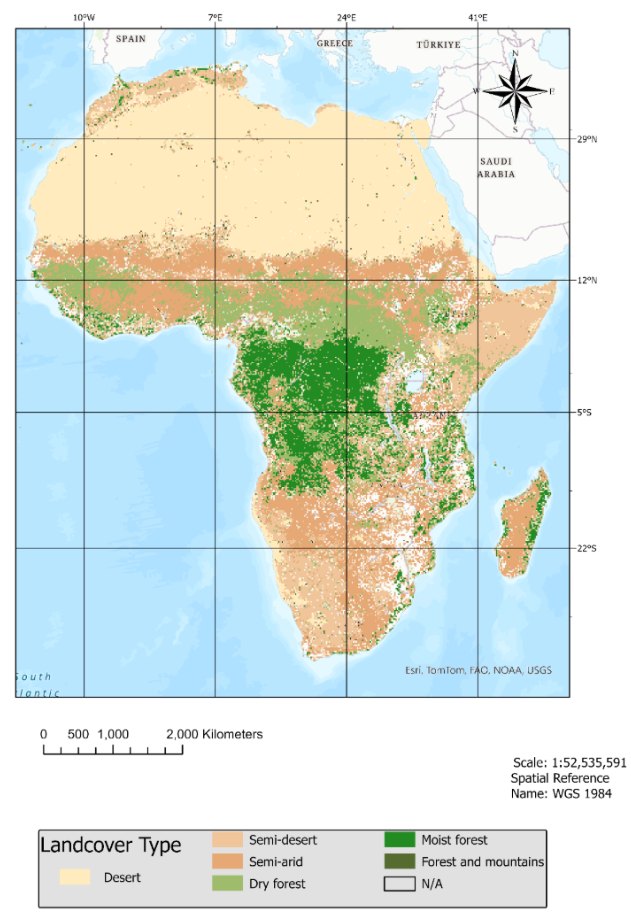 10°W 7°E 24°E 41°E
SPAIN
GREECE
TÜRKIYE
N
W E
S
29°N
SAUDI
ARABIA
12°N
5°S
22°S
Esri, TomTom, FAO, NOAA, USGS
South
lantic
0 500 1,000 2,000 Kilometers
Scale: 1:52,535,591
Spatial Reference
Name: WGS 1984
Landcover Type
Desert
Semi-desert
Semi-arid
Dry forest
Moist forest
Forest and mountains
N/A